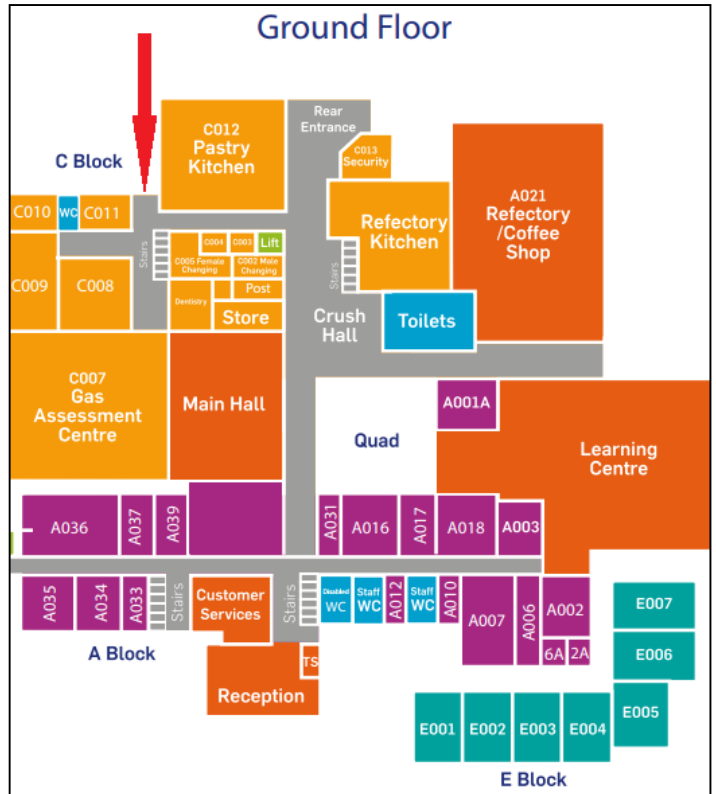 Ground Floor
Rear
Entrance
C012
Pastry
Kitchen
C Block
C013
Security
A021
Refectory
/Coffee
Shop
C010
WC
C011
Refectory
Kitchen
Stairs
C004
C003
Lift
C005 Female
Changing
C002 Male
Changing
Stairs
C009
C008
Dentistry
Post
Store
Crush
Hall
Toilets
C007
Gas
Assessment
Centre
Main Hall
A001A
Quad
Learning
Centre
A036
A037
A039
A031
A016
A017
A018
A003
A035
A034
A033
Stairs
Customer
Services
Stairs
Disabled
WC
Staff
WC
A012
Staff
WC
A010
A007
A006
A002
6A
2A
E007
A Block
TS
Reception
E006
E005
E001
E002
E003
E004
E Block